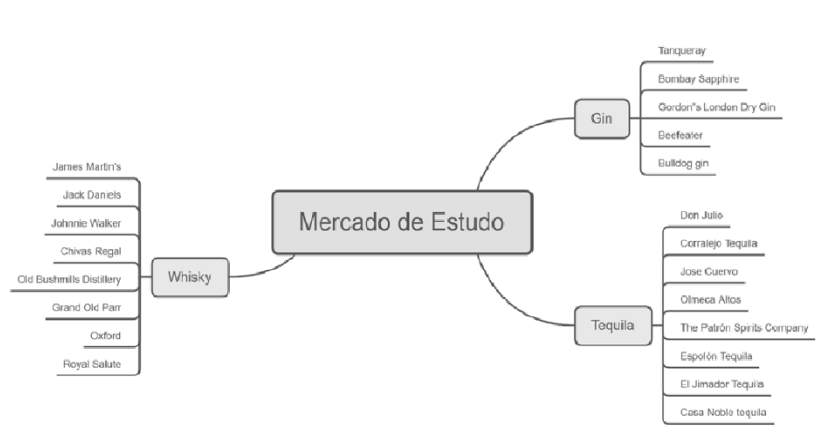 Mercado de Estudo
Gin
Tanqueray
Bombay Sapphire
Gordon"s London Dry Gin
Beefeater
Bulldog gin
Tequila
Don Julio
Corralejo Tequila
Jose Cuervo
Olmeca Altos
The Patrón Spirits Company
Espolòn Tequila
El Jimador Tequila
Casa Noble tequila
Whisky
James Martin's
Jack Daniels
Johnnie Walker
Chivas Regal
Old Bushmills Distillery
Grand Old Parr
Oxford
Royal Salute